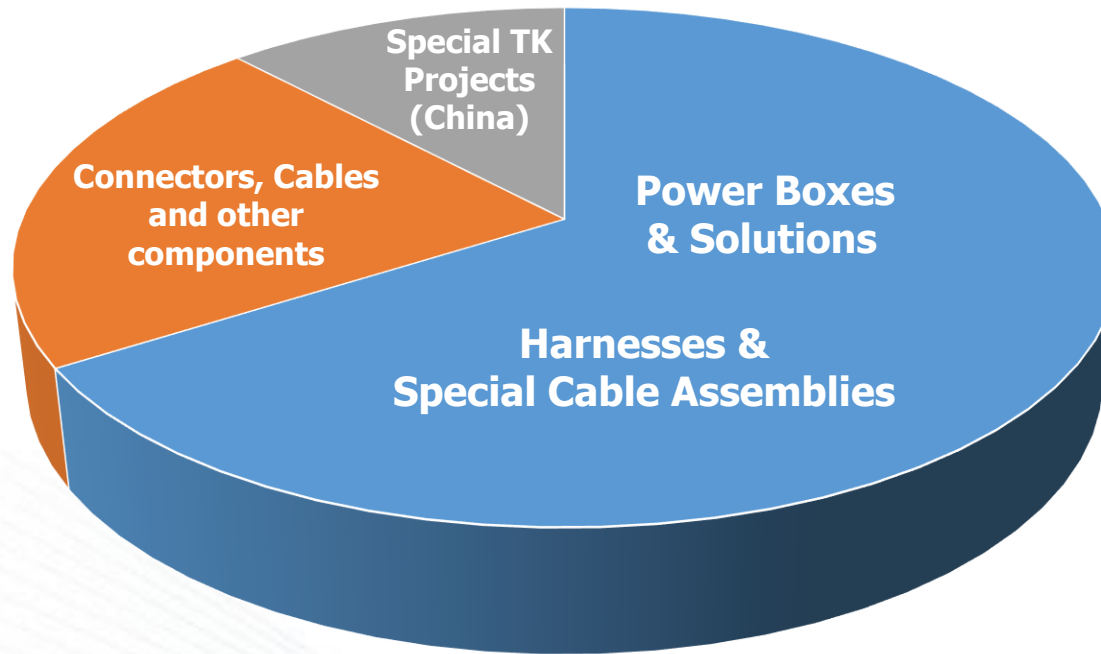 Special TK
Projects
(China)
Connectors, Cables
and other
components
Power Boxes
& Solutions
Harnesses &
Special Cable Assemblies